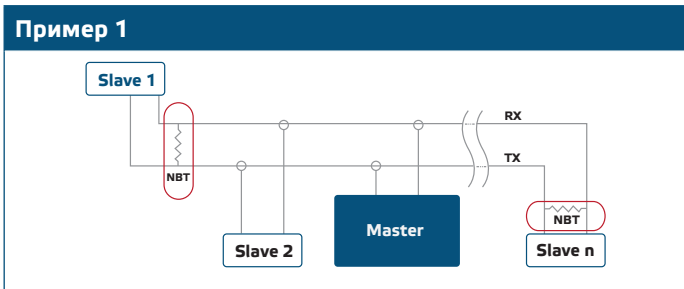 Пример 1
Slave 1
RX
TX
NBT
NBT
Master
Slave 2
Slave n